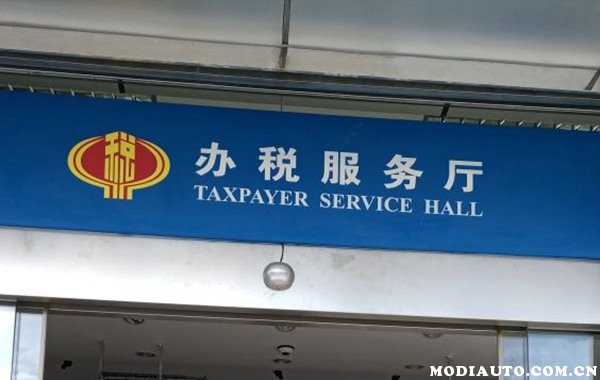 税
办税服务厅
TAXPAYER SERVICE HALL
MODIAUTO.COM.CN